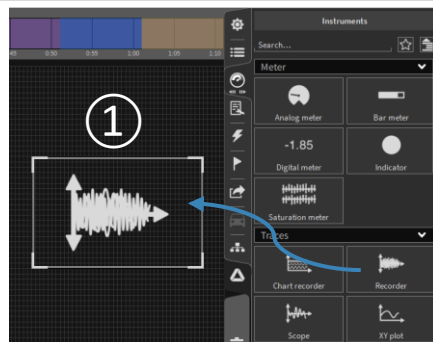 Instruments
45 0:50 0:55 1:00 1:05 1:10
Search...
Meter
①
Analog meter Bar meter
-1.85
Digital meter Indicator
Saturation meter
Traces
Chart recorder Recorder
Scope XY plot